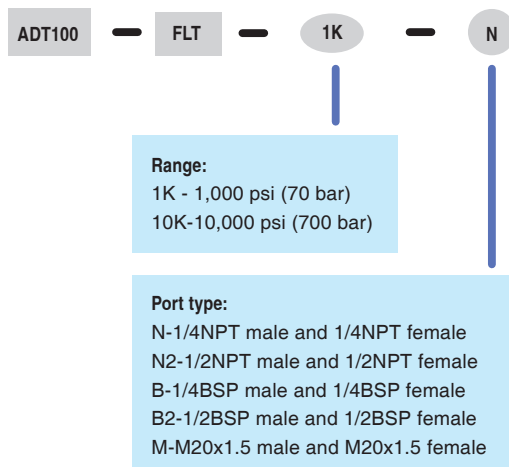 ADT100 – FLT – 1K – N
Range:
1K - 1,000 psi (70 bar)
10K-10,000 psi (700 bar)
Port type:
N-1/4NPT male and 1/4NPT female
N2-1/2NPT male and 1/2NPT female
B-1/4BSP male and 1/4BSP female
B2-1/2BSP male and 1/2BSP female
M-M20x1.5 male and M20x1.5 female